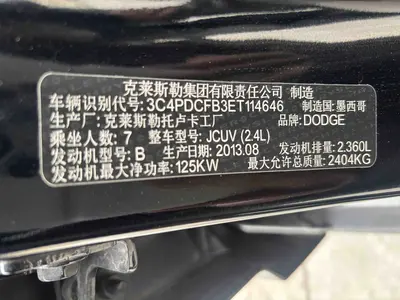 克莱斯勒集团有限责任公司 制造
车辆识别代号: 3C4PDCFB3ET114646 制造国: 墨西哥
生产厂: 克莱斯勒托卢卡工厂 品牌: DODGE
乘坐人数: 7 整车型号: JCUV (2.4L)
发动机型号: B 生产日期: 2013.08 发动机排量: 2.360L
发动机最大净功率: 125KW 最大允许总质量: 2404KG